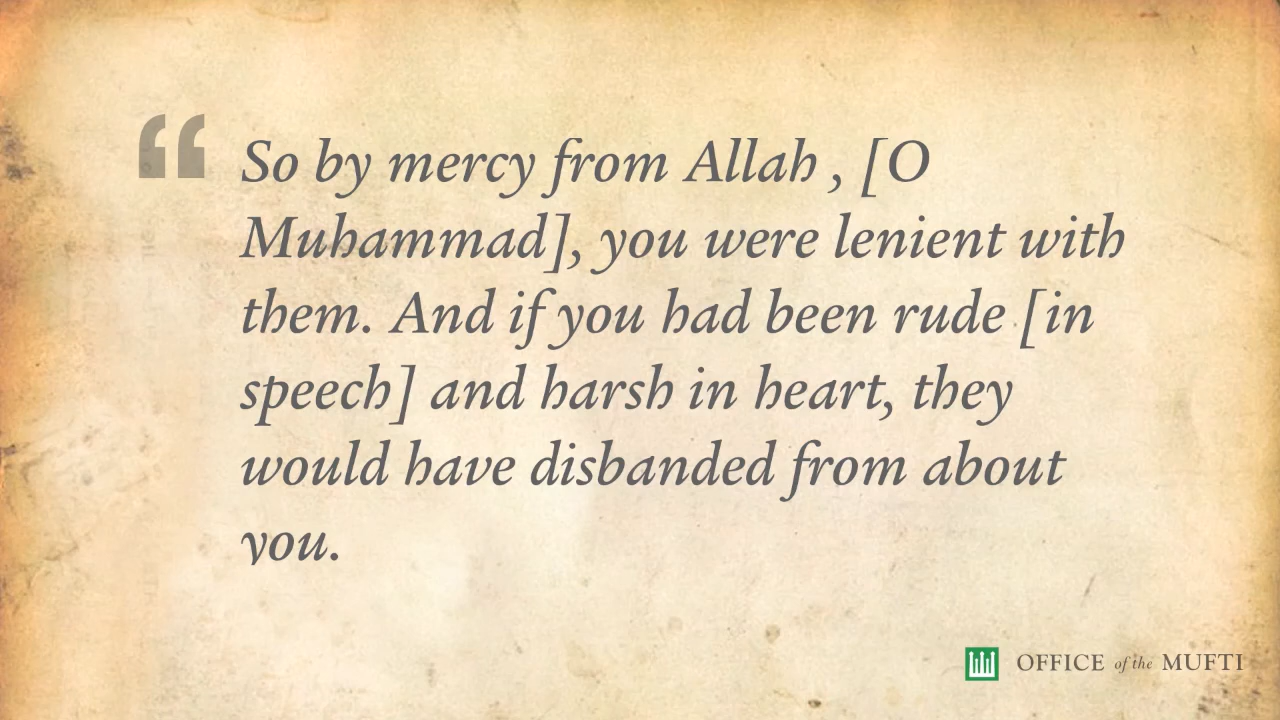 “ So by mercy from Allah , [O
Muhammad], you were lenient with
them. And if you had been rude [in
speech] and harsh in heart, they
would have disbanded from about
you.
OFFICE of the MUFTI